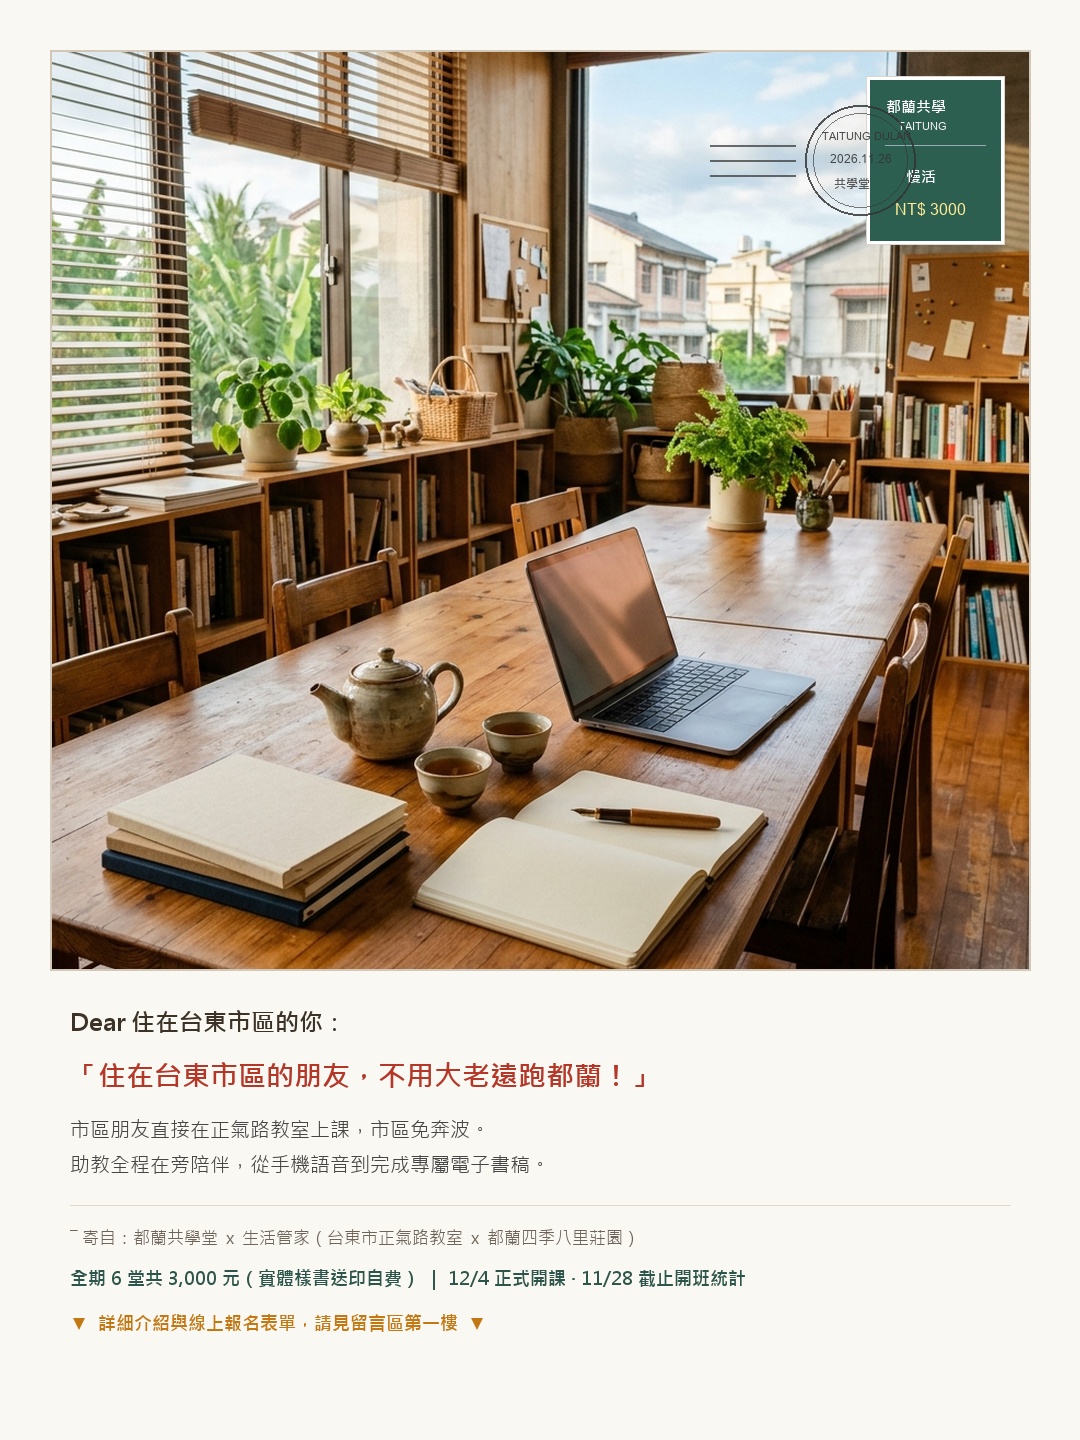 都蘭共學
TAITUNG
TAITUNG·DULAN
2026.11.26
共學堂
慢活
NT$ 3000
Dear 住在台東市區的你：
「住在台東市區的朋友，不用大老遠跑都蘭！」
市區朋友直接在正氣路教室上課，市區免奔波。
助教全程在旁陪伴，從手機語音到完成專屬電子書稿。
寄自：都蘭共學堂 x 生活管家（台東市正氣路教室 x 都蘭四季八里莊園）
全期 6 堂共 3,000 元（實體樣書送印自費）｜ 12/4 正式開課 · 11/28 截止開班統計
▼ 詳細介紹與線上報名表單，請見留言區第一樓 ▼